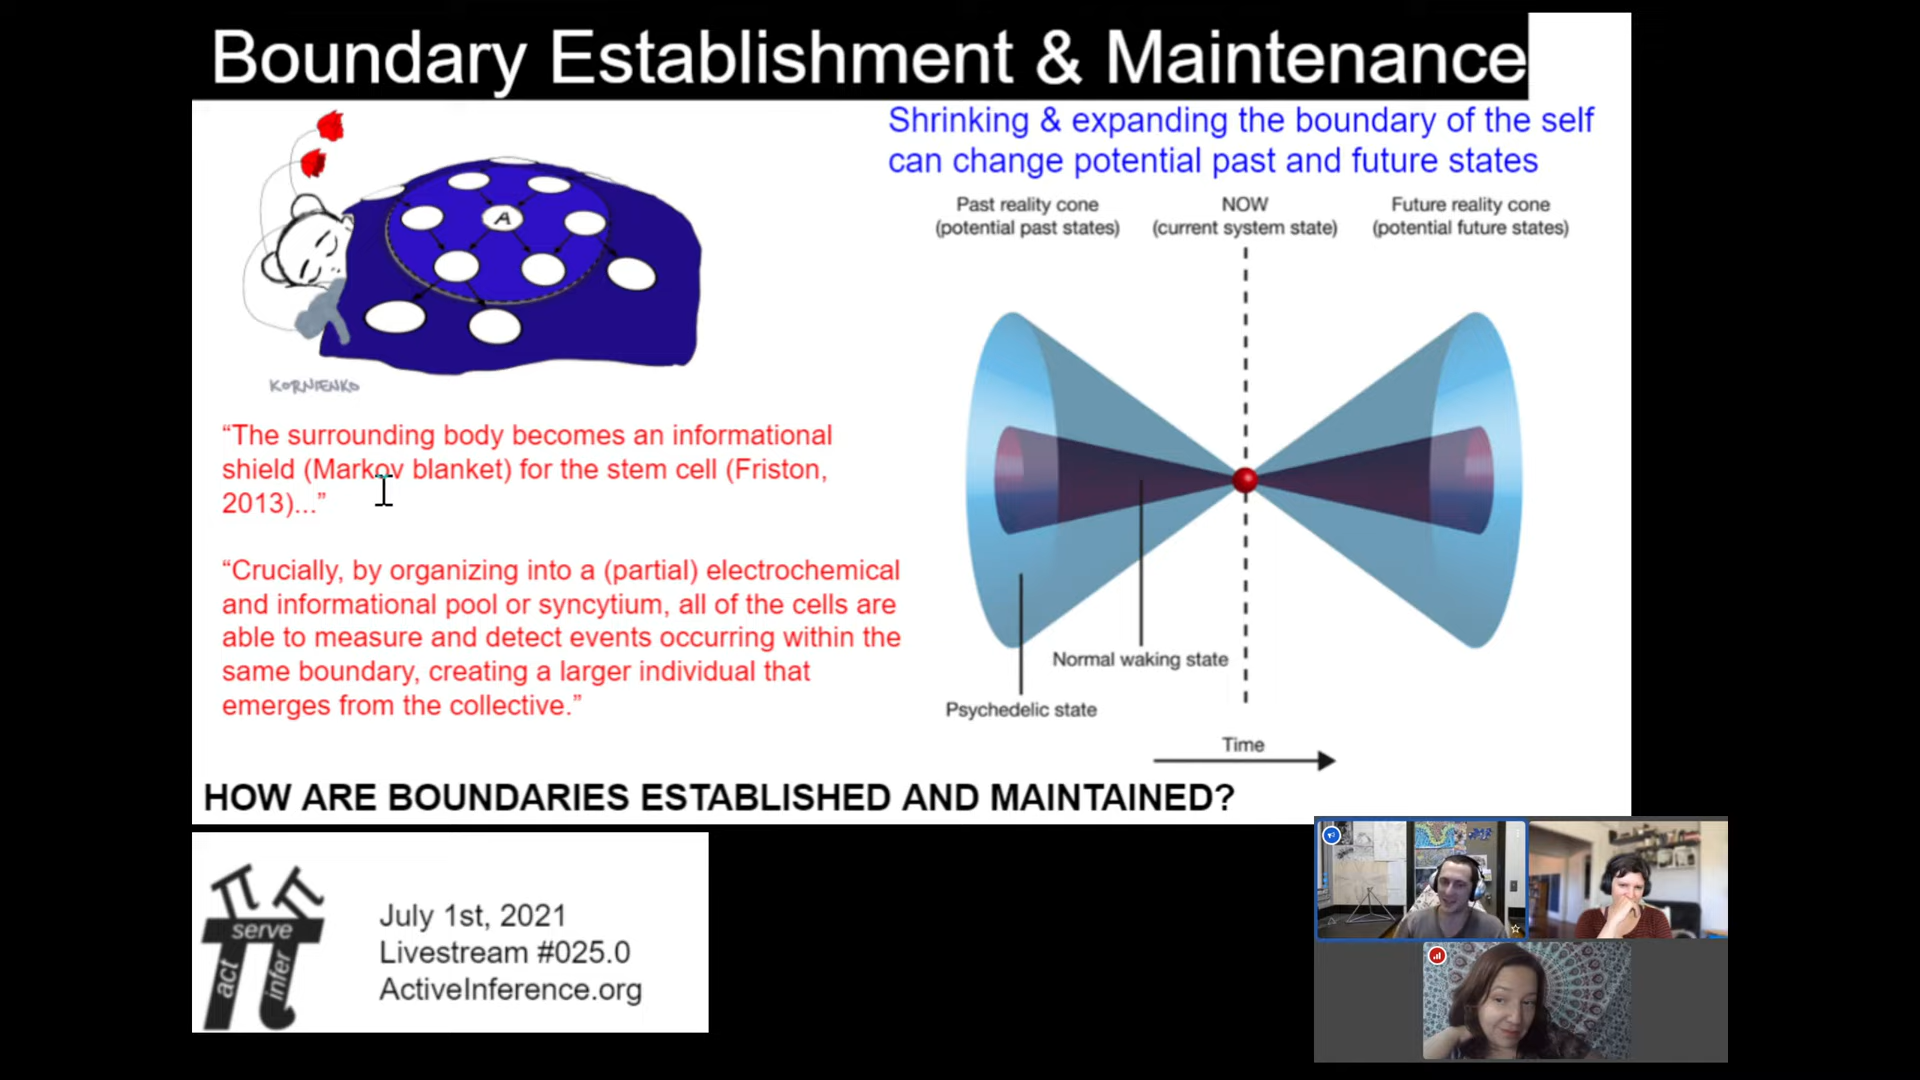 Boundary Establishment & Maintenance
Shrinking & expanding the boundary of the self
can change potential past and future states
A
KORNIENKO
Past reality cone
(potential past states)
NOW
(current system state)
Future reality cone
(potential future states)
“The surrounding body becomes an informational
shield (Markov blanket) for the stem cell (Friston,
2013)...”
“Crucially, by organizing into a (partial) electrochemical
and informational pool or syncytium, all of the cells are
able to measure and detect events occurring within the
same boundary, creating a larger individual that
emerges from the collective.”
Normal waking state
Psychedelic state
Time
HOW ARE BOUNDARIES ESTABLISHED AND MAINTAINED?
serve
act
infer
July 1st, 2021
Livestream #025.0
ActiveInference.org